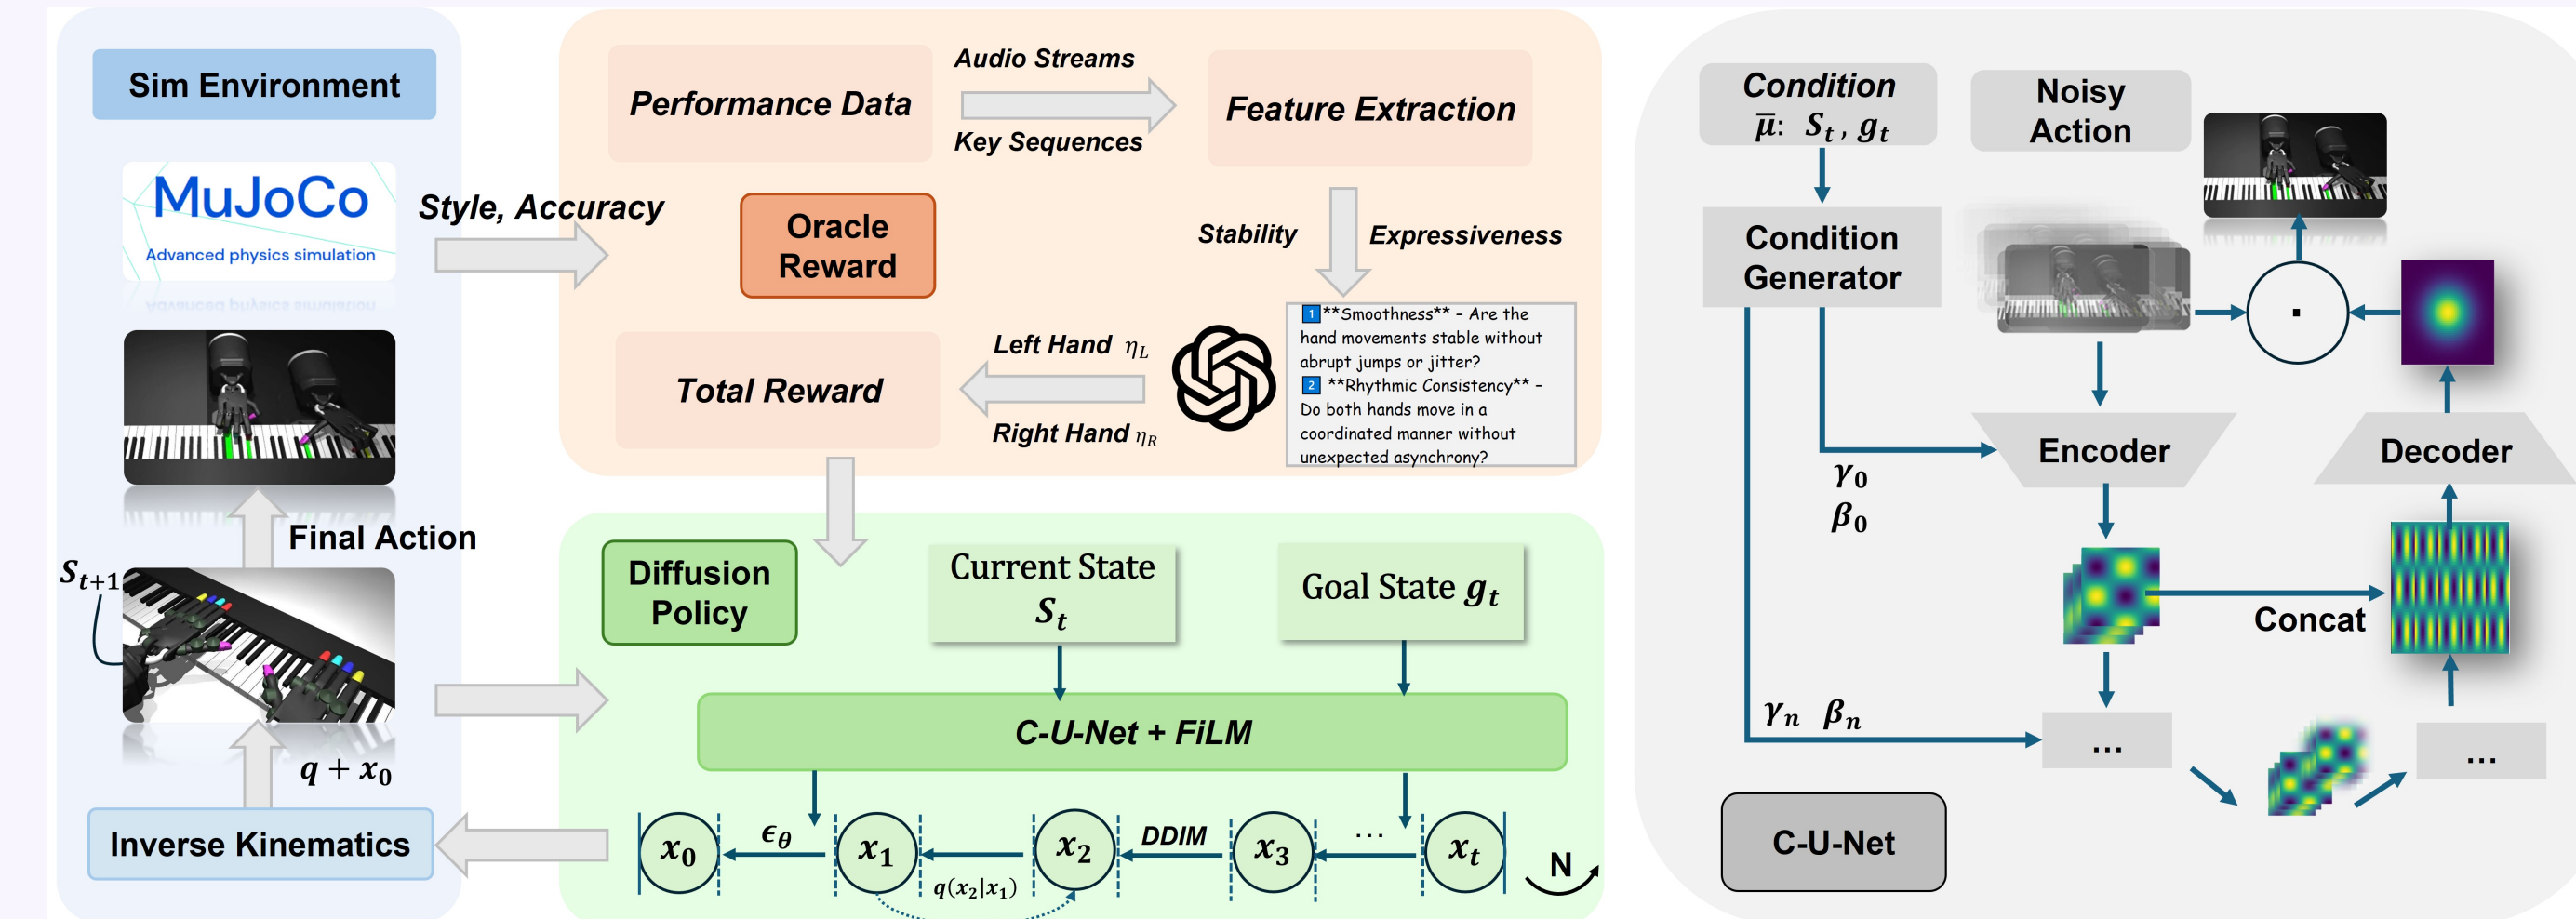 Sim Environment
MuJoCo
Advanced physics simulation
Style, Accuracy
Final Action
S_{t+1}
q + x_0
Inverse Kinematics
Performance Data
Audio Streams
Key Sequences
Feature Extraction
Oracle
Reward
Stability
Expressiveness
1 **Smoothness** – Are the
hand movements stable without
abrupt jumps or jitter?
2 **Rhythmic Consistency** –
Do both hands move in a
coordinated manner without
unexpected asynchrony?
Left Hand η_L
Right Hand η_R
Total Reward
Diffusion
Policy
Current State
S_t
Goal State g_t
C-U-Net + FiLM
x_0
ϵ_θ
x_1
q(x_2|x_1)
x_2
DDIM
x_3
...
x_t
N
Condition
μ̅: S_t, g_t
Noisy
Action
Condition
Generator
·
Encoder
Decoder
γ_0
β_0
Concat
γ_n β_n
...
...
C-U-Net